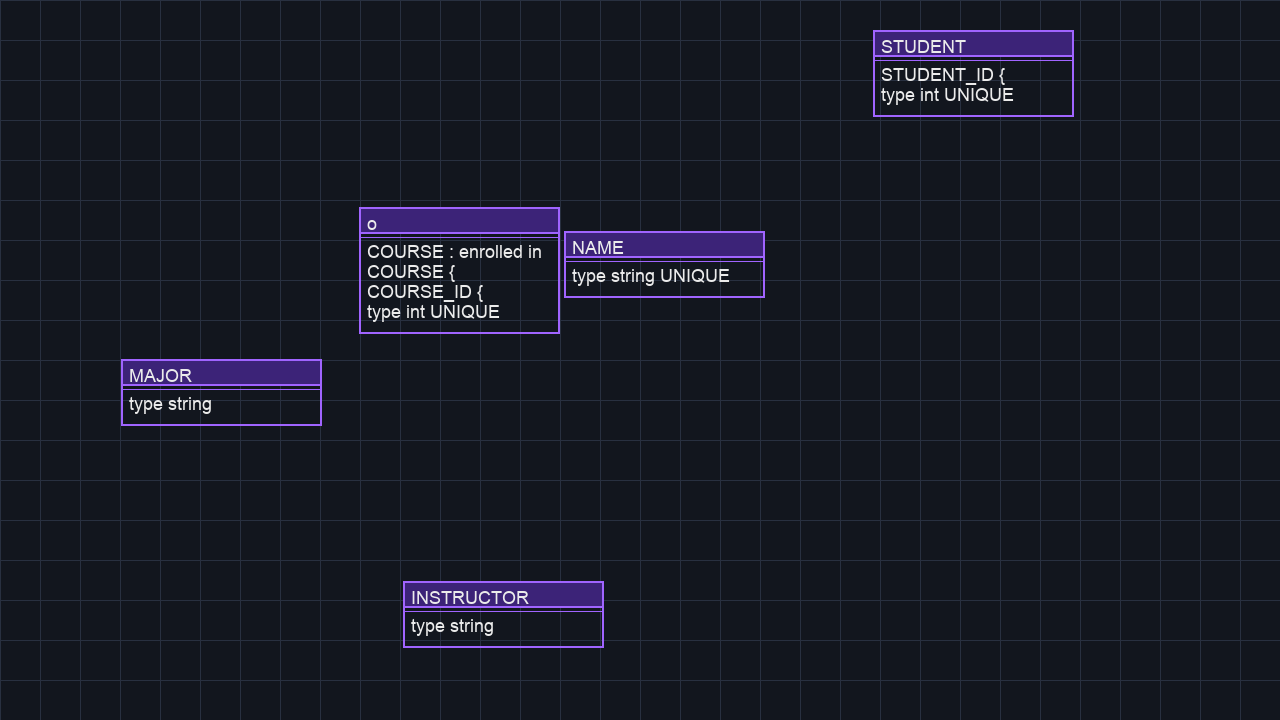 STUDENT
STUDENT_ID {
type int UNIQUE
o
COURSE : enrolled in
COURSE {
COURSE_ID {
type int UNIQUE
NAME
type string UNIQUE
MAJOR
type string
INSTRUCTOR
type string